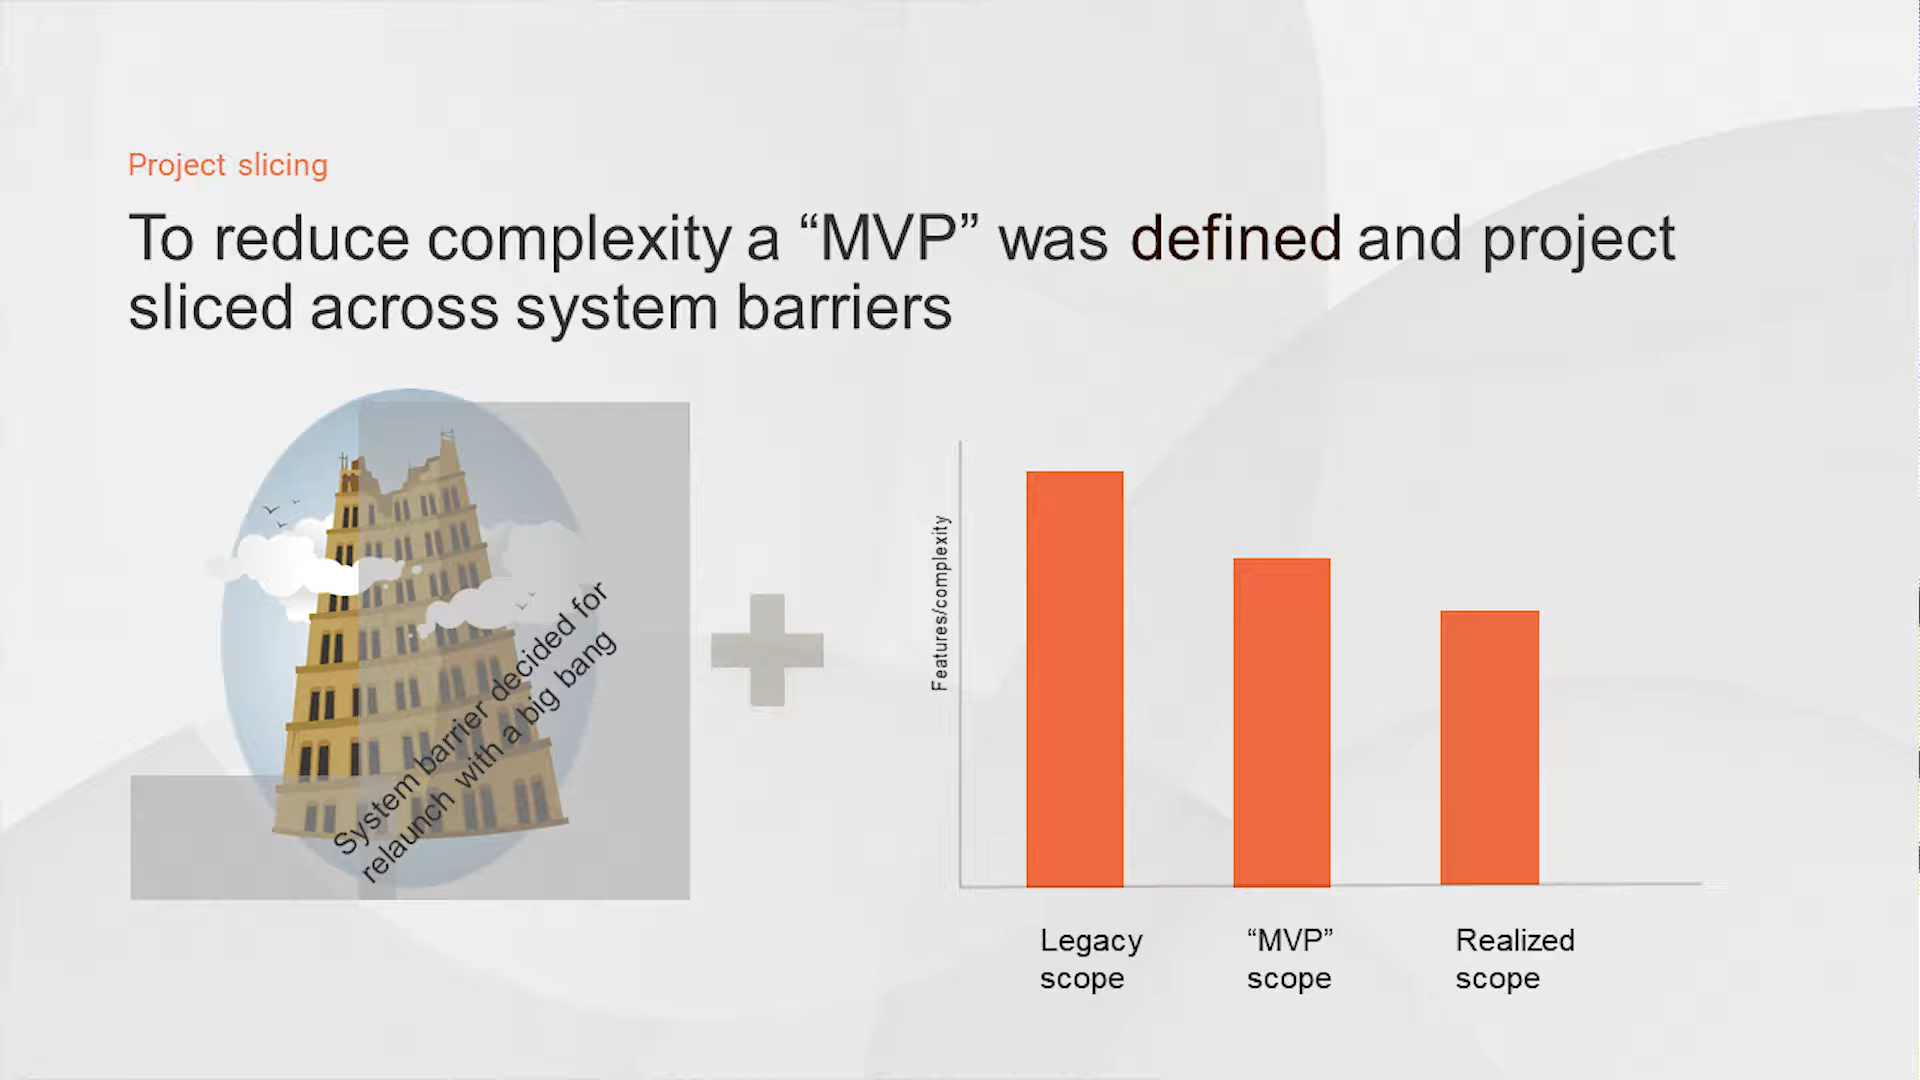 Project slicing
To reduce complexity a “MVP” was defined and project
sliced across system barriers
System barrier decided for
relaunch with a big bang
Features/complexity
Legacy
scope
“MVP”
scope
Realized
scope